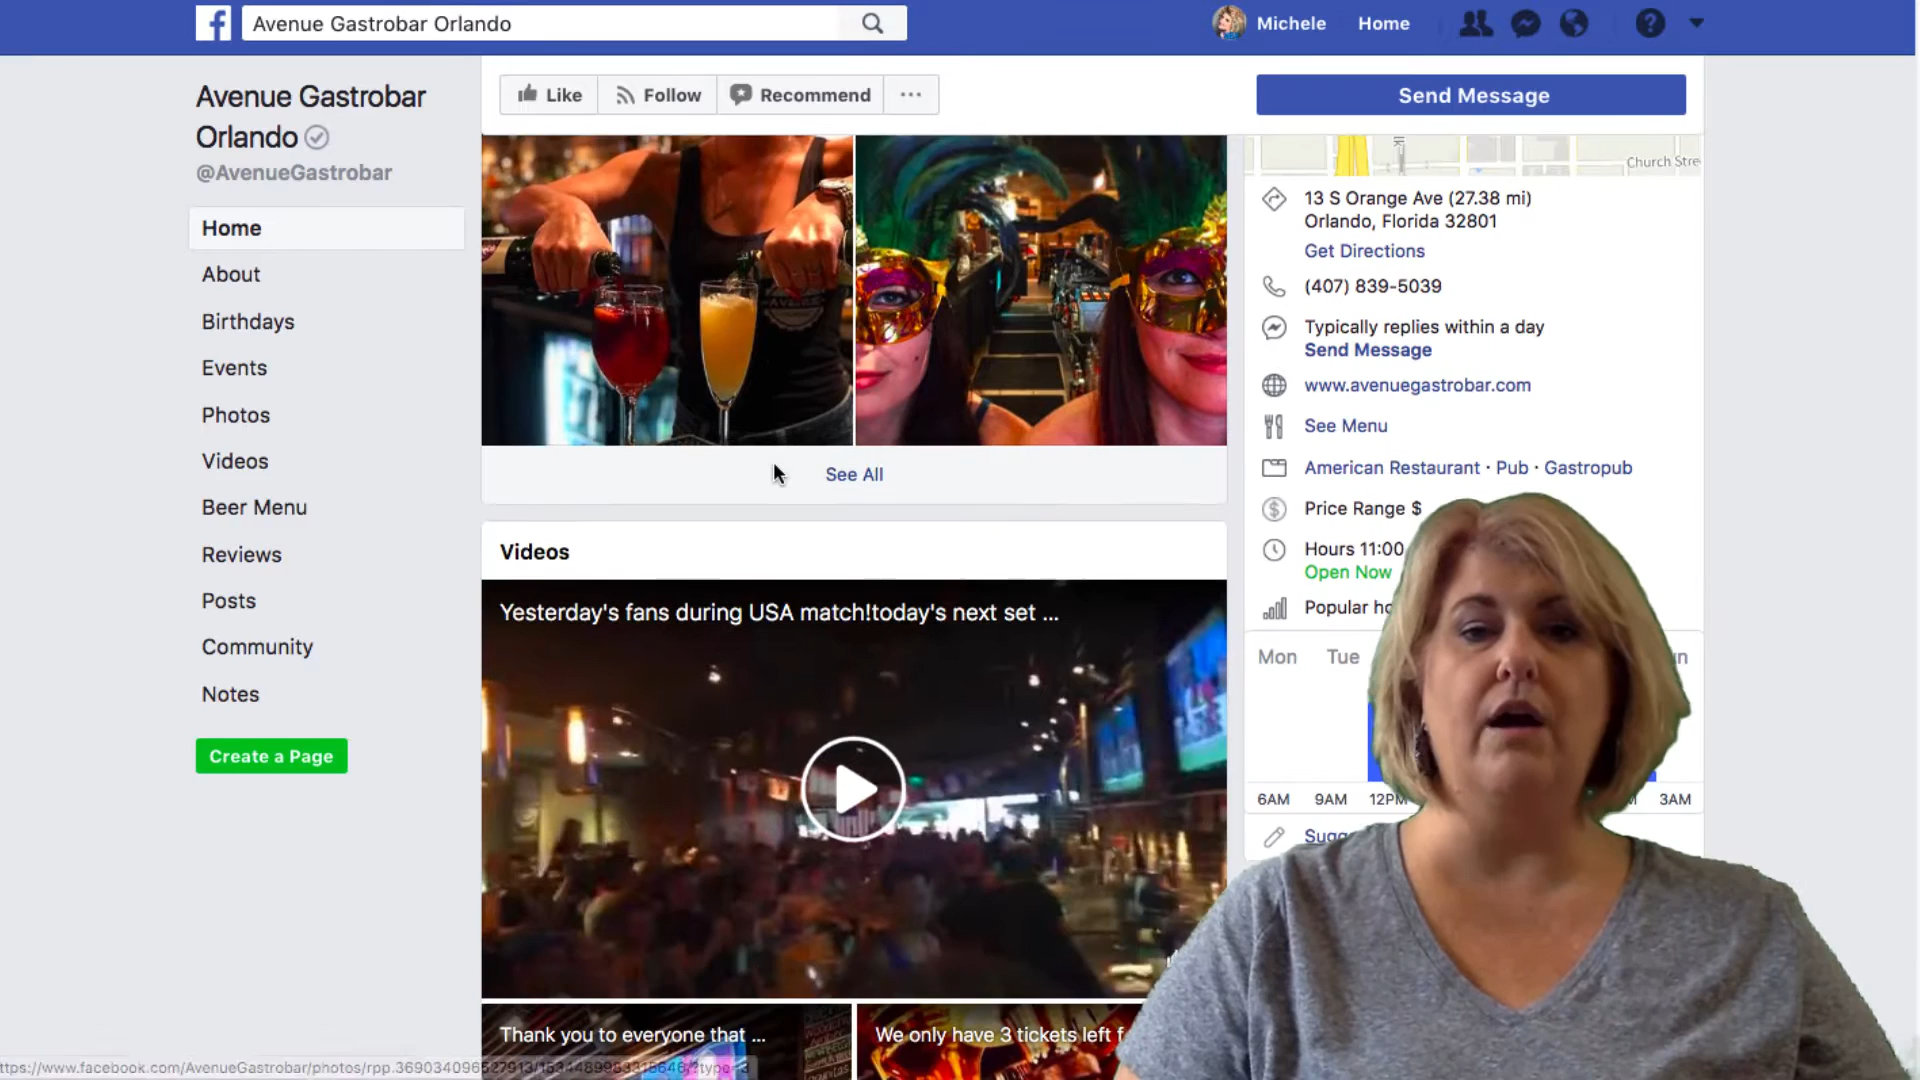 Avenue Gastrobar Orlando
Michele
Home
Avenue Gastrobar
Orlando
@AvenueGastrobar
Home
About
Birthdays
Events
Photos
Videos
Beer Menu
Reviews
Posts
Community
Notes
Create a Page
Like
Follow
Recommend
Send Message
See All
Videos
Yesterday's fans during USA match!today's next set ...
Thank you to everyone that ...
We only have 3 tickets left f
Church Stre
13 S Orange Ave (27.38 mi)
Orlando, Florida 32801
Get Directions
(407) 839-5039
Typically replies within a day
Send Message
www.avenuegastrobar.com
See Menu
American Restaurant · Pub · Gastropub
Price Range $
Hours 11:00
Open Now
Popular ho
Mon Tue un
6AM 9AM 12PM M 3AM
Sugg